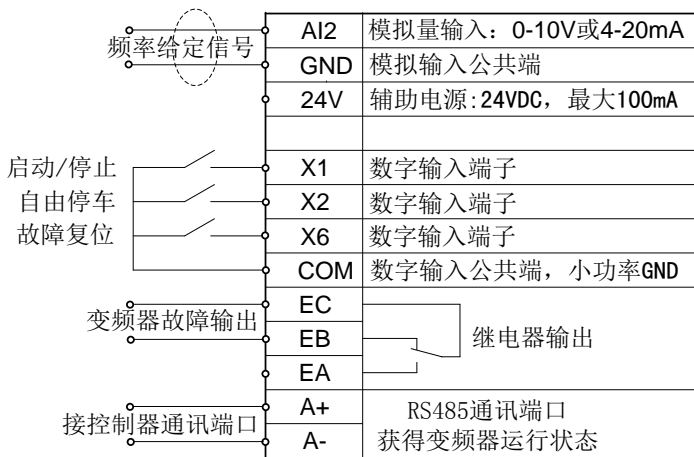 频率给定信号 AI2 模拟量输入：0-10V或4-20mA
GND 模拟输入公共端
24V 辅助电源:24VDC，最大100mA
启动/停止 X1 数字输入端子
自由停车 X2 数字输入端子
故障复位 X6 数字输入端子
COM 数字输入公共端，小功率GND
变频器故障输出 EC
EB 继电器输出
EA
接控制器通讯端口 A+ RS485通讯端口
A- 获得变频器运行状态